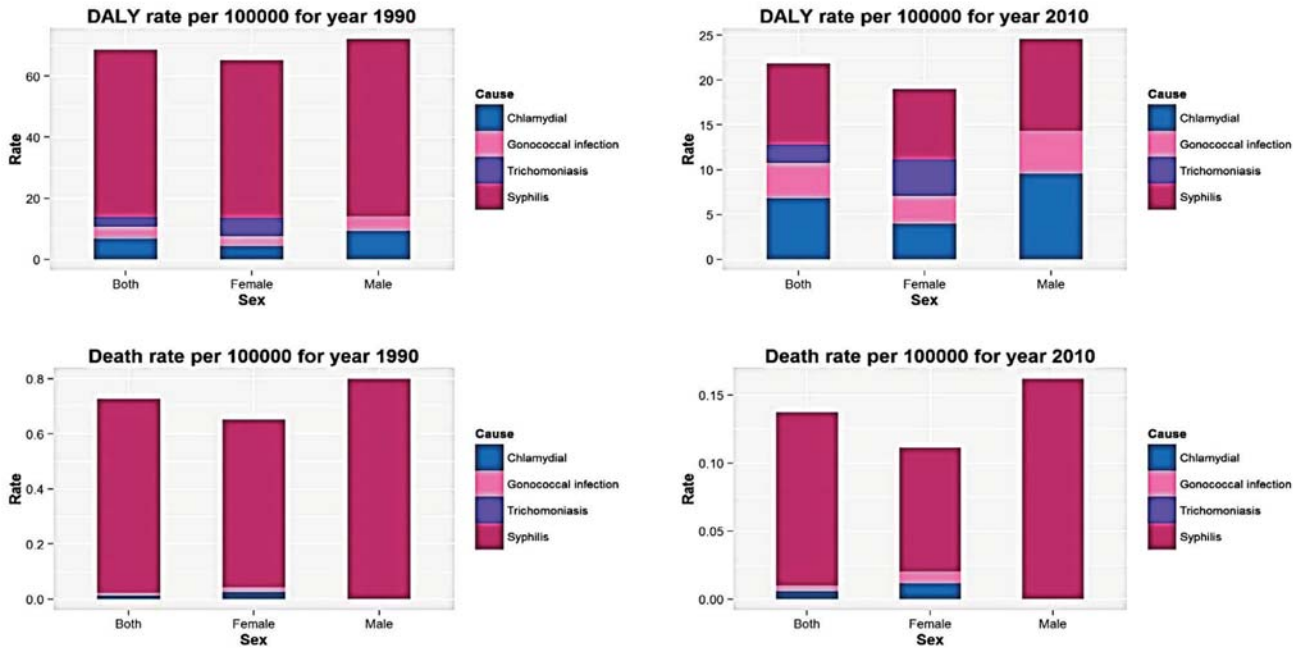 DALY rate per 100000 for year 1990
60
40
20
0
Rate
Both Female Male
Sex
Cause
Chlamydial
Gonococcal infection
Trichomoniasis
Syphilis
DALY rate per 100000 for year 2010
25
20
15
10
5
0
Rate
Both Female Male
Sex
Cause
Chlamydial
Gonococcal infection
Trichomoniasis
Syphilis
Death rate per 100000 for year 1990
0.8
0.6
0.4
0.2
0.0
Rate
Both Female Male
Sex
Cause
Chlamydial
Gonococcal infection
Trichomoniasis
Syphilis
Death rate per 100000 for year 2010
0.15
0.10
0.05
0.00
Rate
Both Female Male
Sex
Cause
Chlamydial
Gonococcal infection
Trichomoniasis
Syphilis